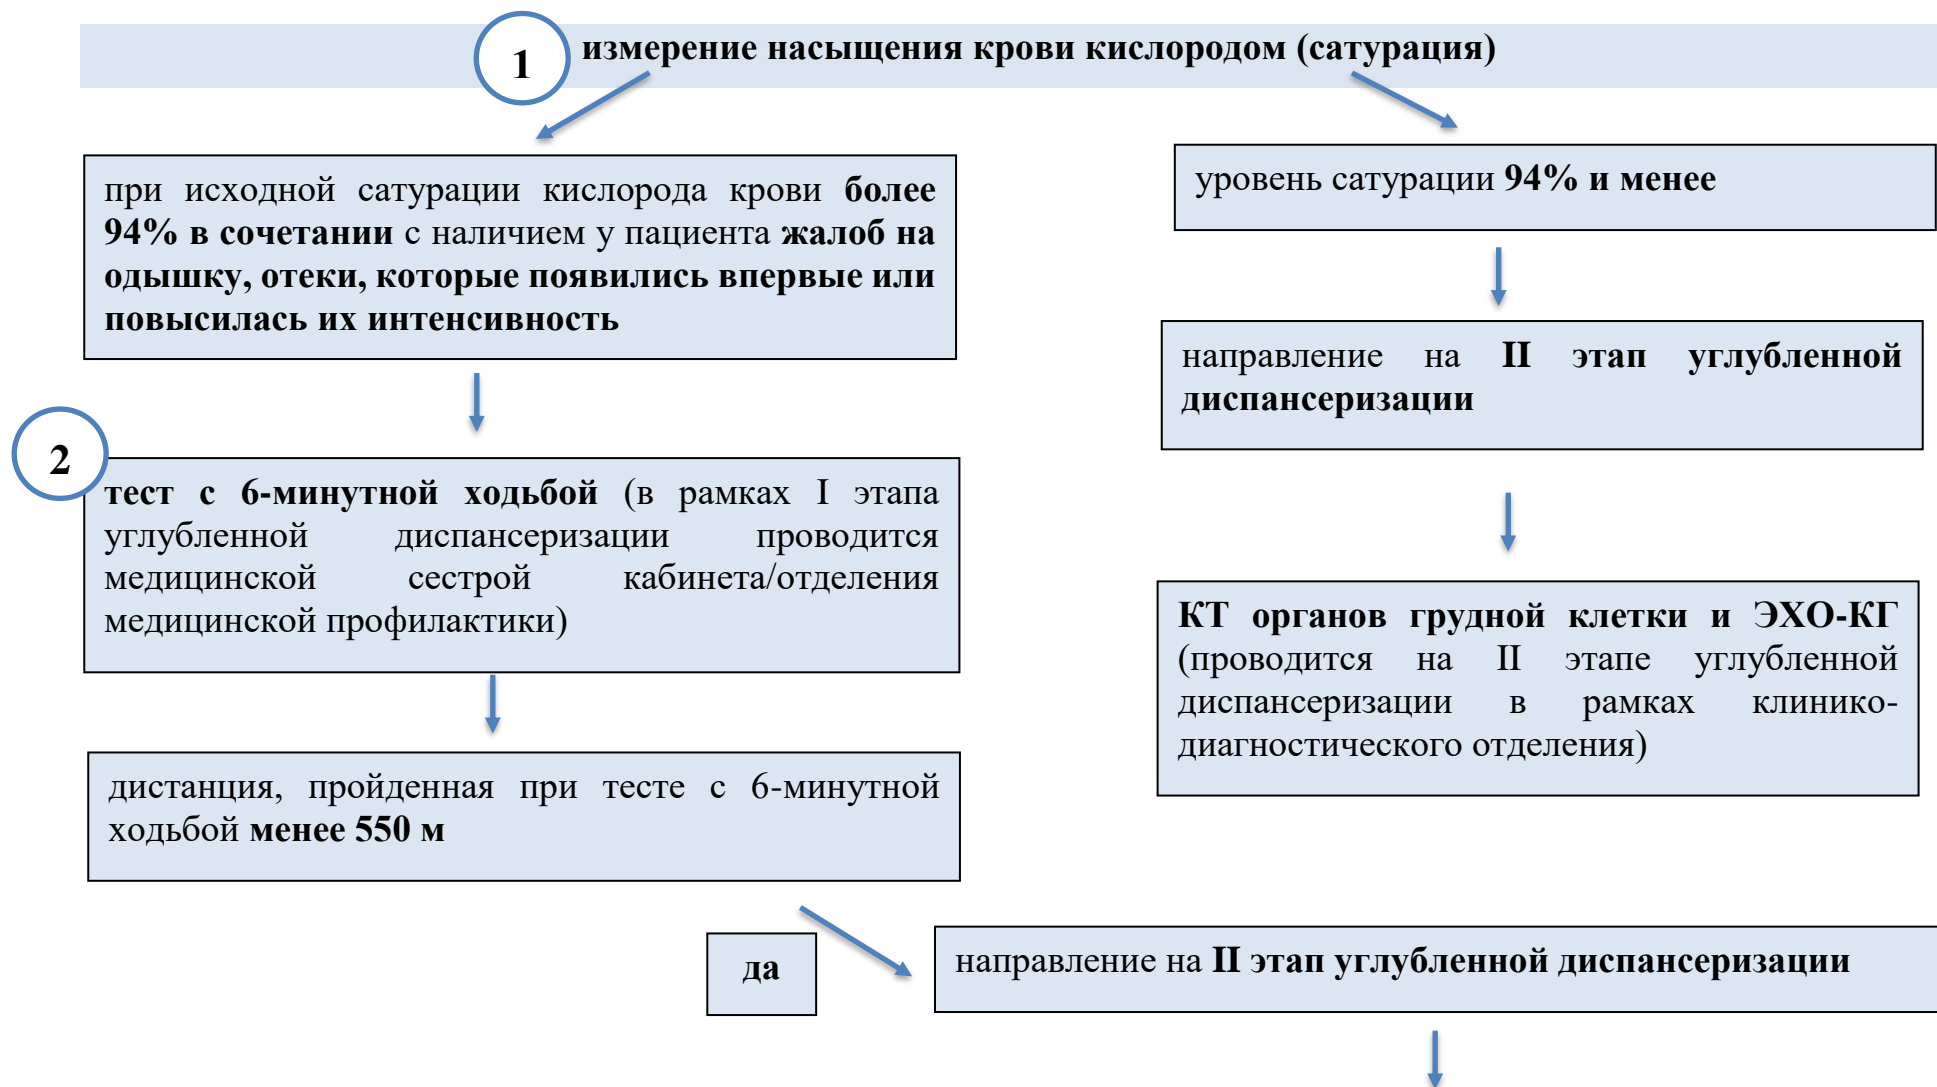 1
измерение насыщения крови кислородом (сатурация)
при исходной сатурации кислорода крови более
94% в сочетании с наличием у пациента жалоб на
одышку, отеки, которые появились впервые или
повысилась их интенсивность
уровень сатурации 94% и менее
направление на II этап углубленной
диспансеризации
2
тест с 6-минутной ходьбой (в рамках I этапа
углубленной диспансеризации проводится
медицинской сестрой кабинета/отделения
медицинской профилактики)
КТ органов грудной клетки и ЭХО-КГ
(проводится на II этапе углубленной
диспансеризации в рамках клинико-
диагностического отделения)
дистанция, пройденная при тесте с 6-минутной
ходьбой менее 550 м
да
направление на II этап углубленной диспансеризации